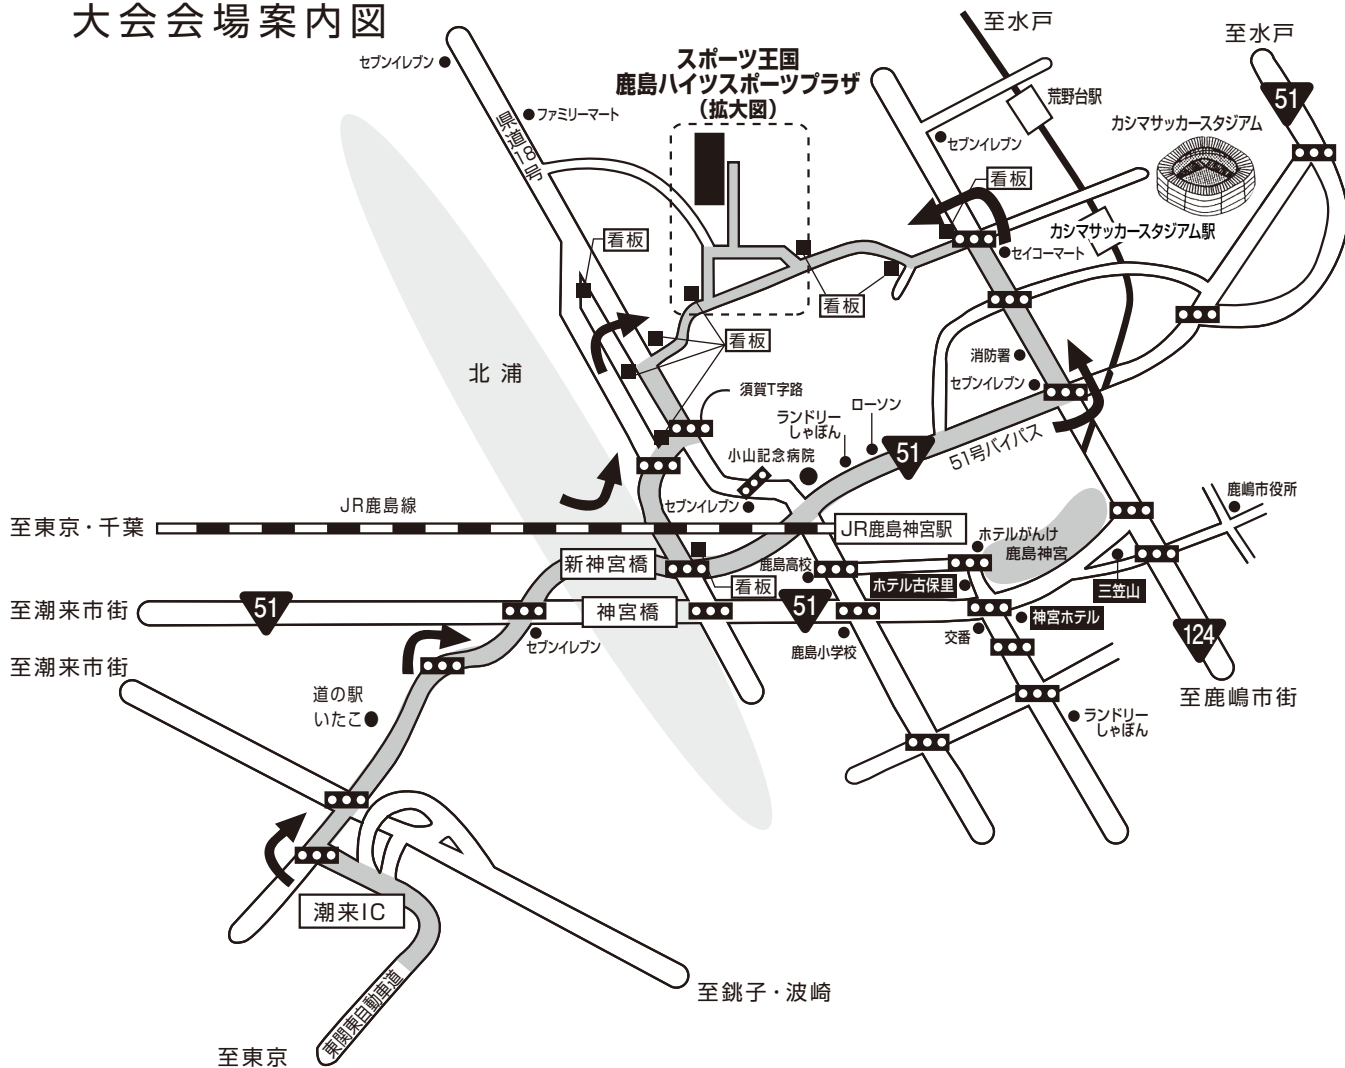 大会会場案内図
セブンイレブン
ファミリーマート
県道18号
スポーツ王国
鹿島ハイツスポーツプラザ
(拡大図)
至水戸
至水戸
51
荒野台駅
カシマサッカースタジアム
セブンイレブン
看板
カシマサッカースタジアム駅
セイコーマート
看板
看板
看板
北浦
消防署
セブンイレブン
須賀T字路
ローソン
ランドリー
しゃぼん
51
51号バイパス
小山記念病院
セブンイレブン
JR鹿島線
至東京・千葉
JR鹿島神宮駅
鹿嶋市役所
ホテルがんけ
鹿島神宮
新神宮橋
鹿島高校
看板
ホテル古保里
三笠山
至潮来市街
51
神宮橋
51
神宮ホテル
交番
124
セブンイレブン
鹿島小学校
至潮来市街
道の駅
いたこ
至鹿嶋市街
ランドリー
しゃぼん
潮来IC
至銚子・波崎
東関東自動車道
至東京